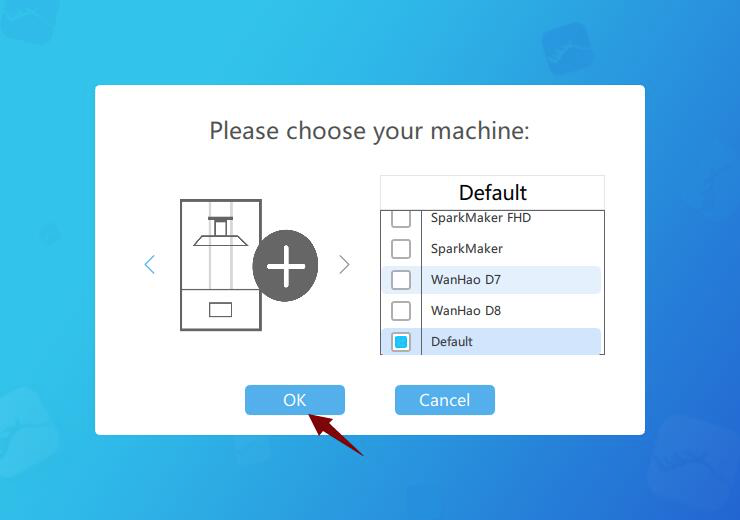 Please choose your machine:
Default
SparkMaker FHD
SparkMaker
WanHao D7
WanHao D8
Default
OK
Cancel